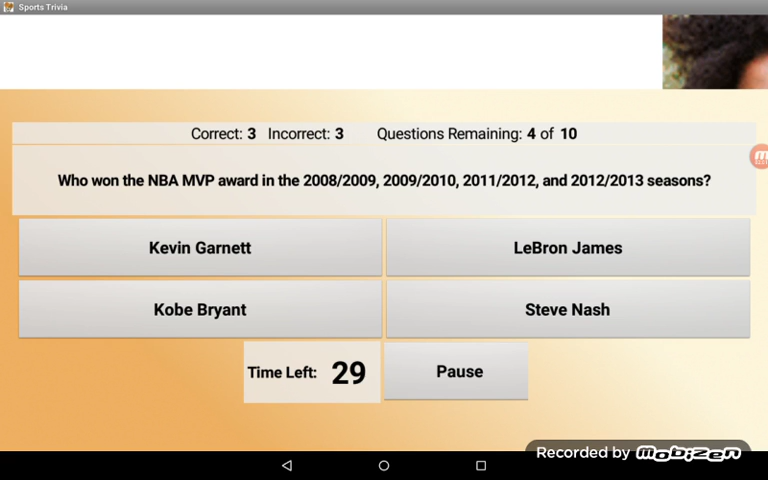 Sports Trivia
Correct: 3 Incorrect: 3 Questions Remaining: 4 of 10
Who won the NBA MVP award in the 2008/2009, 2009/2010, 2011/2012, and 2012/2013 seasons?
Kevin Garnett
LeBron James
Kobe Bryant
Steve Nash
Time Left: 29
Pause
Recorded by mobizen